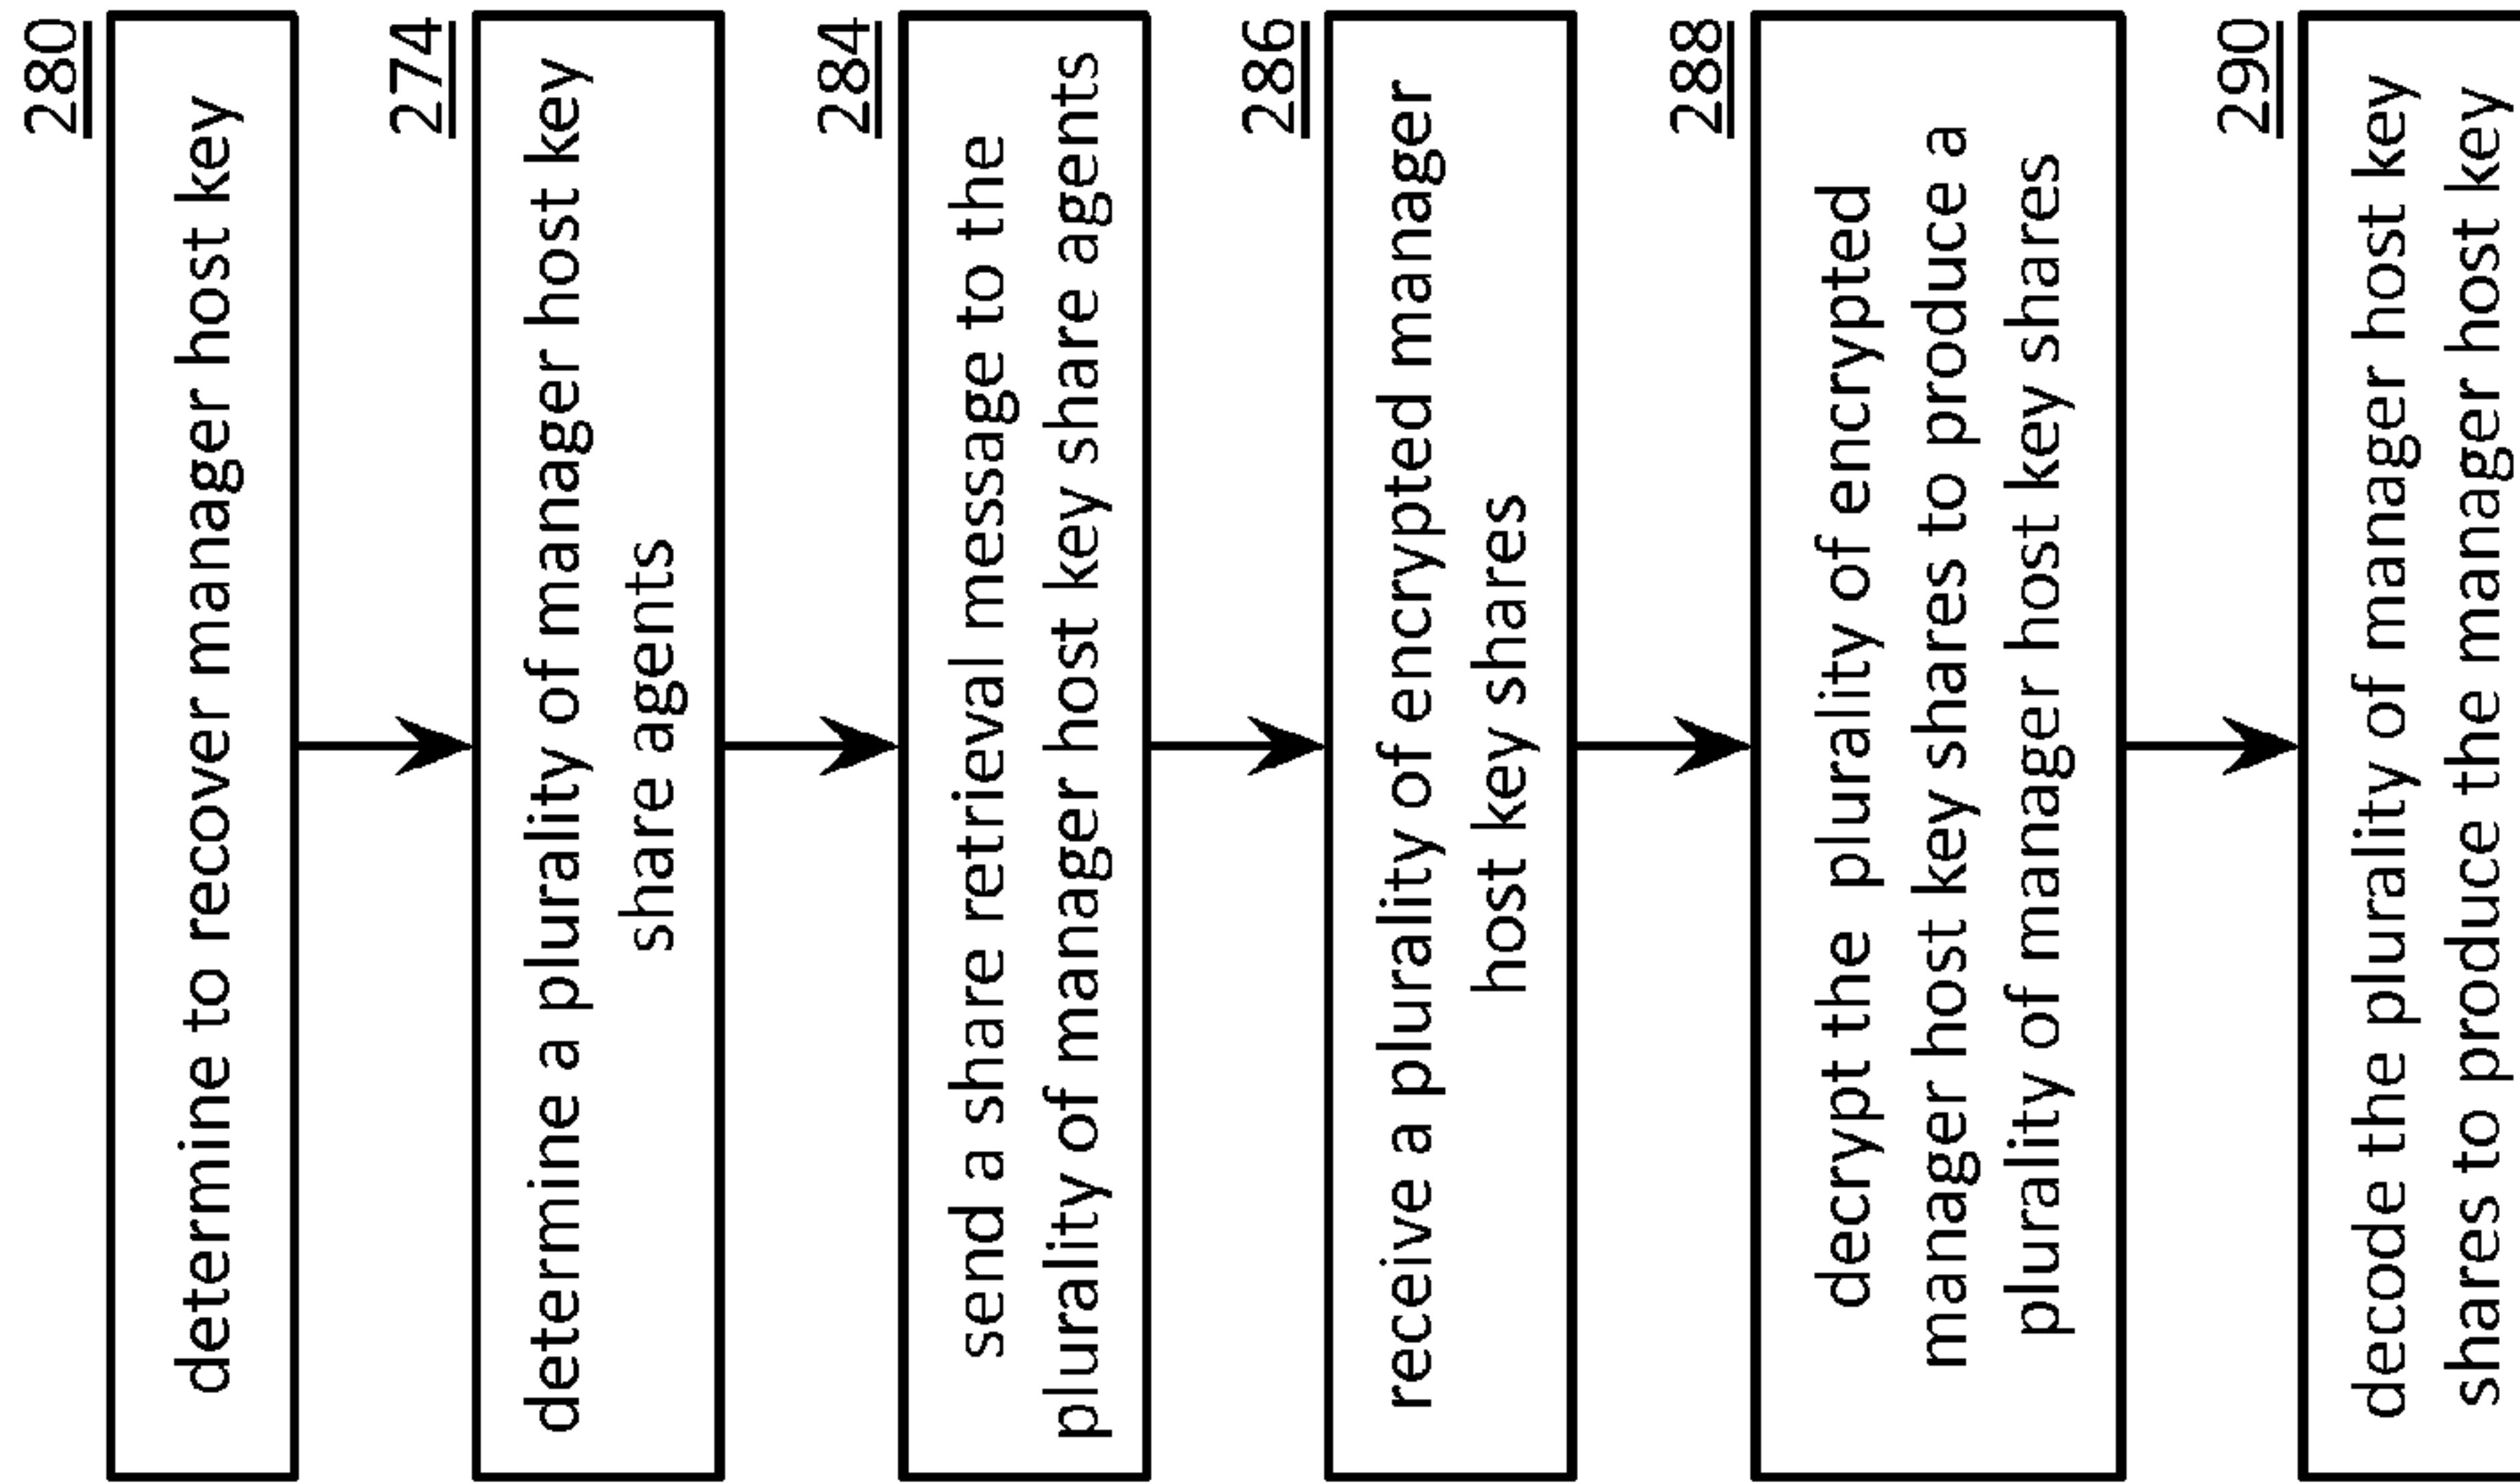 280
determine to recover manager host key
274
determine a plurality of manager host key
share agents
284
send a share retrieval message to the
plurality of manager host key share agents
286
receive a plurality of encrypted manager
host key shares
288
decrypt the plurality of encrypted
manager host key shares to produce a
plurality of manager host key shares
290
decode the plurality of manager host key
shares to produce the manager host key